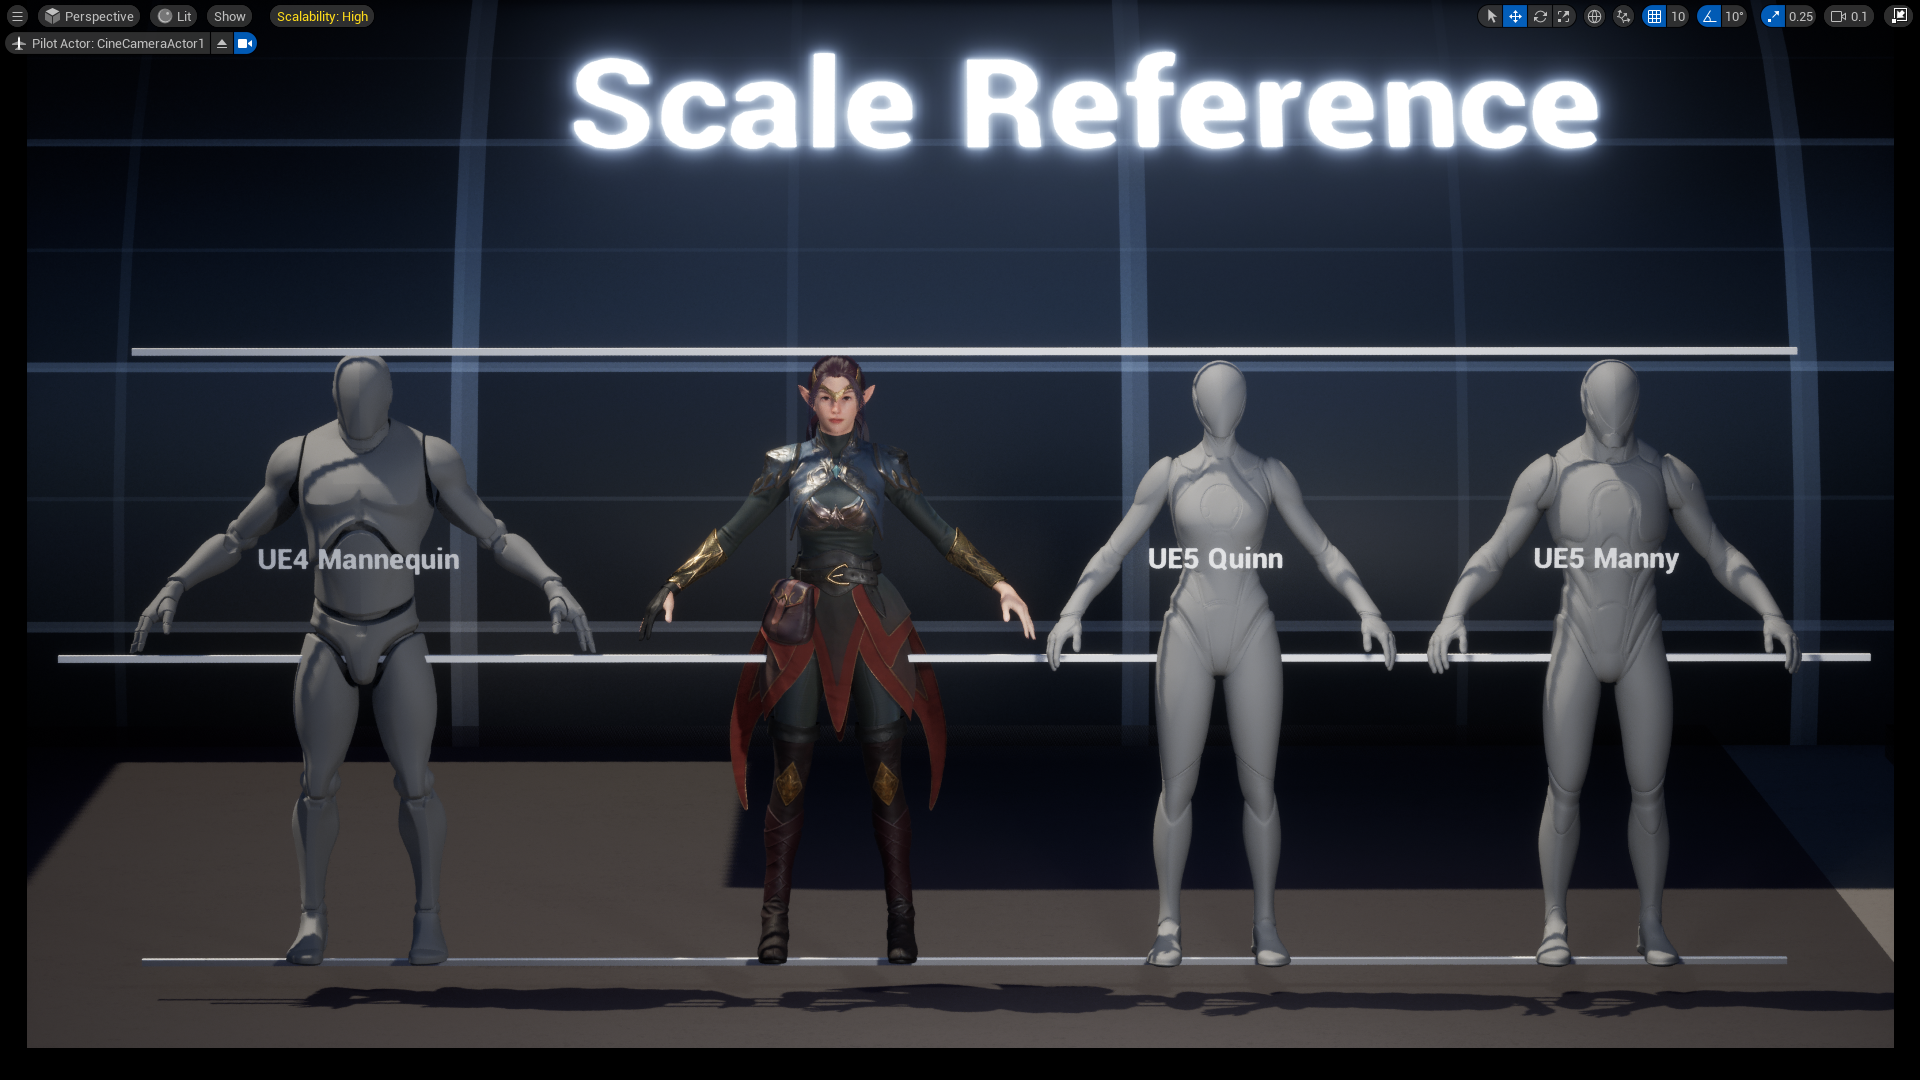 Perspective
Lit
Show
Scalability: High
10
10°
0.25
0.1
Pilot Actor: CineCameraActor1
Scale Reference
UE4 Mannequin
UE5 Quinn
UE5 Manny